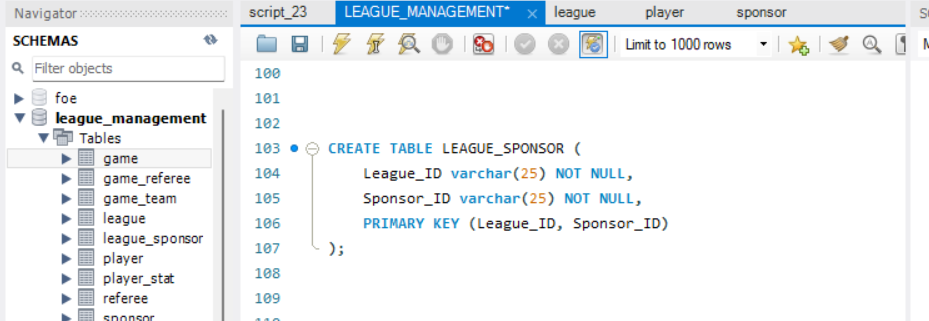 Navigator
SCHEMAS
Filter objects
foe
league_management
Tables
game
game_referee
game_team
league
league_sponsor
player
player_stat
referee
sponsor
script_23
LEAGUE_MANAGEMENT*
league
player
sponsor
Limit to 1000 rows
100
101
102
103 CREATE TABLE LEAGUE_SPONSOR (
104 League_ID varchar(25) NOT NULL,
105 Sponsor_ID varchar(25) NOT NULL,
106 PRIMARY KEY (League_ID, Sponsor_ID)
107 );
108
109